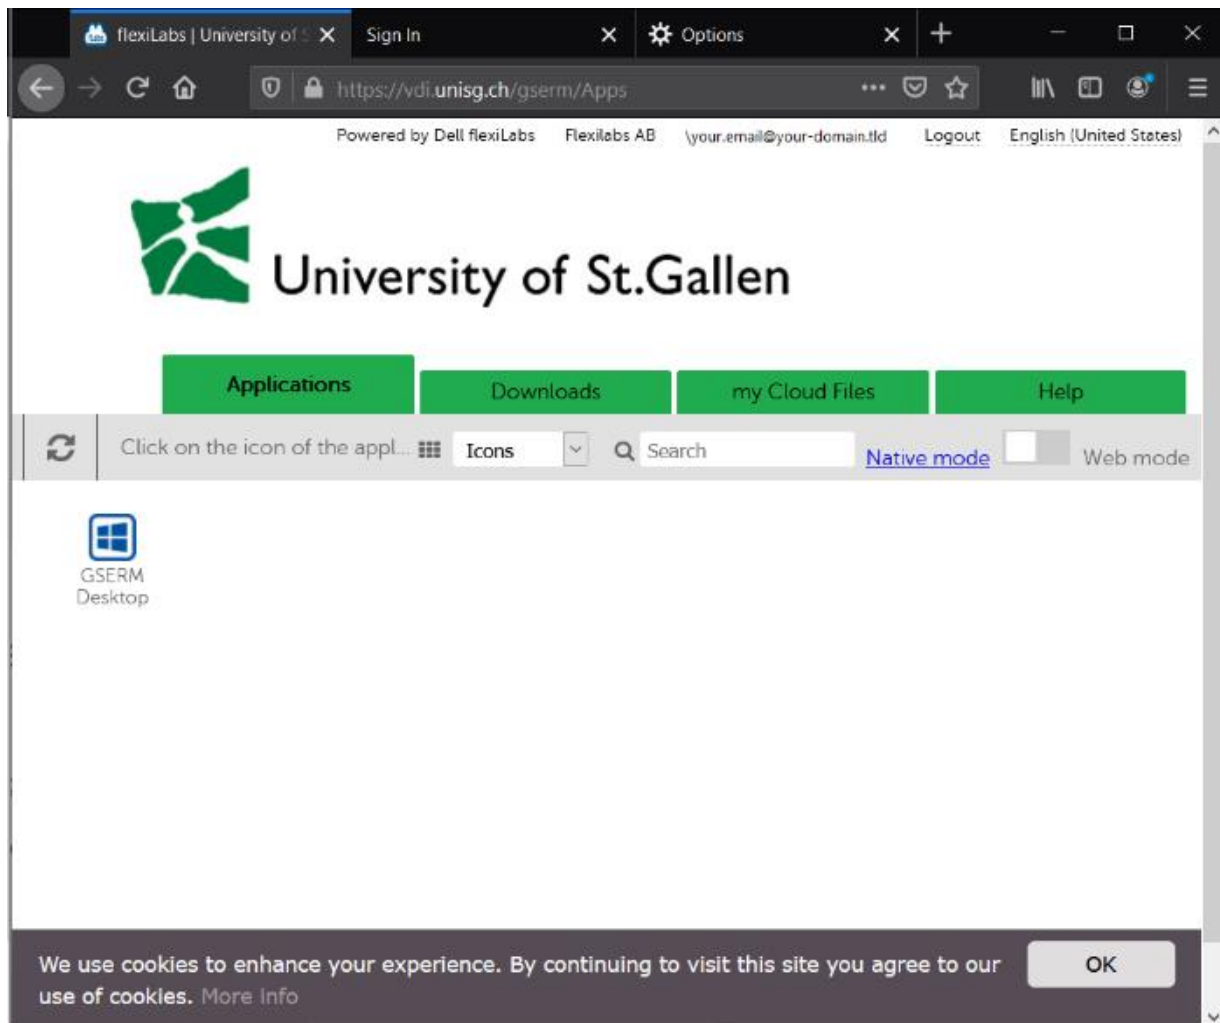 flexiLabs | University of S
Sign In
Options
https://vdi.unisg.ch/gserm/Apps
Powered by Dell flexiLabs Flexilabs AB \your.email@your-domain.tld Logout English (United States)
University of St.Gallen
Applications
Downloads
my Cloud Files
Help
Click on the icon of the appl...
Icons
Search
Native mode
Web mode
GSERM
Desktop
We use cookies to enhance your experience. By continuing to visit this site you agree to our
use of cookies. More info
OK